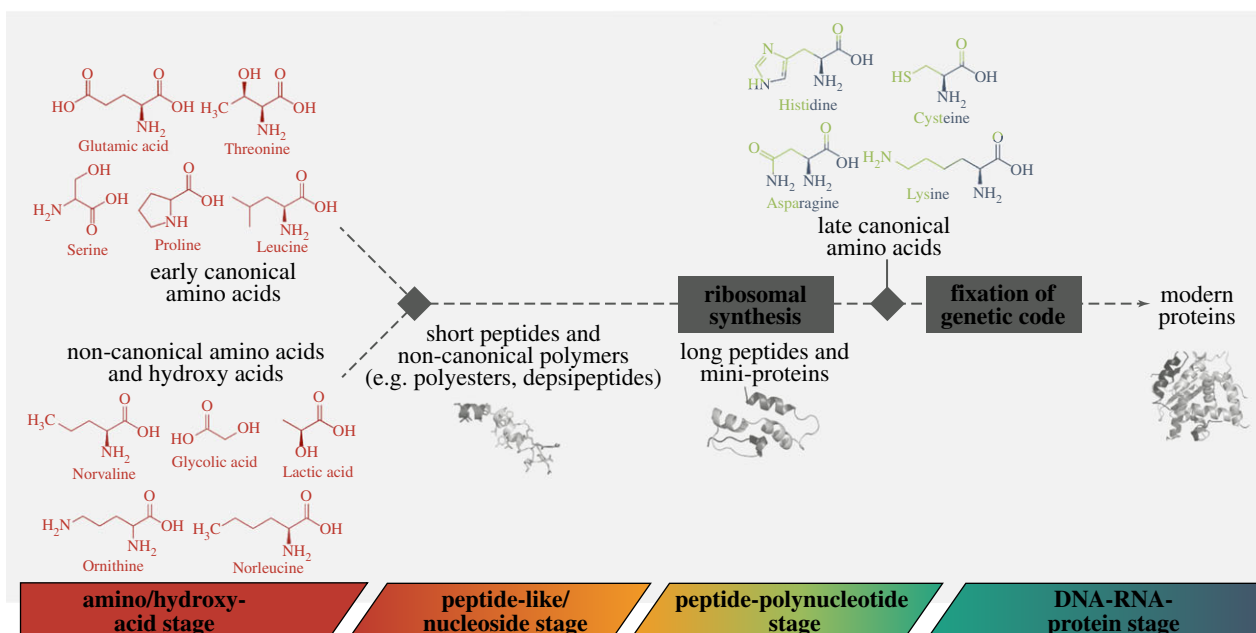 O
O
HO
OH
NH2
Glutamic acid
OH
O
H3C
OH
NH2
Threonine
OH
H2N
OH
O
Serine
O
OH
NH
Proline
O
OH
NH2
Leucine
early canonical
amino acids
non-canonical amino acids
and hydroxy acids
H3C
O
OH
NH2
Norvaline
O
HO
OH
Glycolic acid
O
OH
OH
Lactic acid
H2N
O
OH
NH2
Ornithine
H3C
O
OH
NH2
Norleucine
short peptides and
non-canonical polymers
(e.g. polyesters, depsipeptides)
ribosomal
synthesis
long peptides and
mini-proteins
N
HN
O
OH
NH2
Histidine
HS
O
OH
NH2
Cysteine
O
O
OH
NH2
NH2
Asparagine
H2N
O
OH
NH2
Lysine
late canonical
amino acids
fixation of
genetic code
modern
proteins
amino/hydroxy-
acid stage
peptide-like/
nucleoside stage
peptide-polynucleotide
stage
DNA-RNA-
protein stage